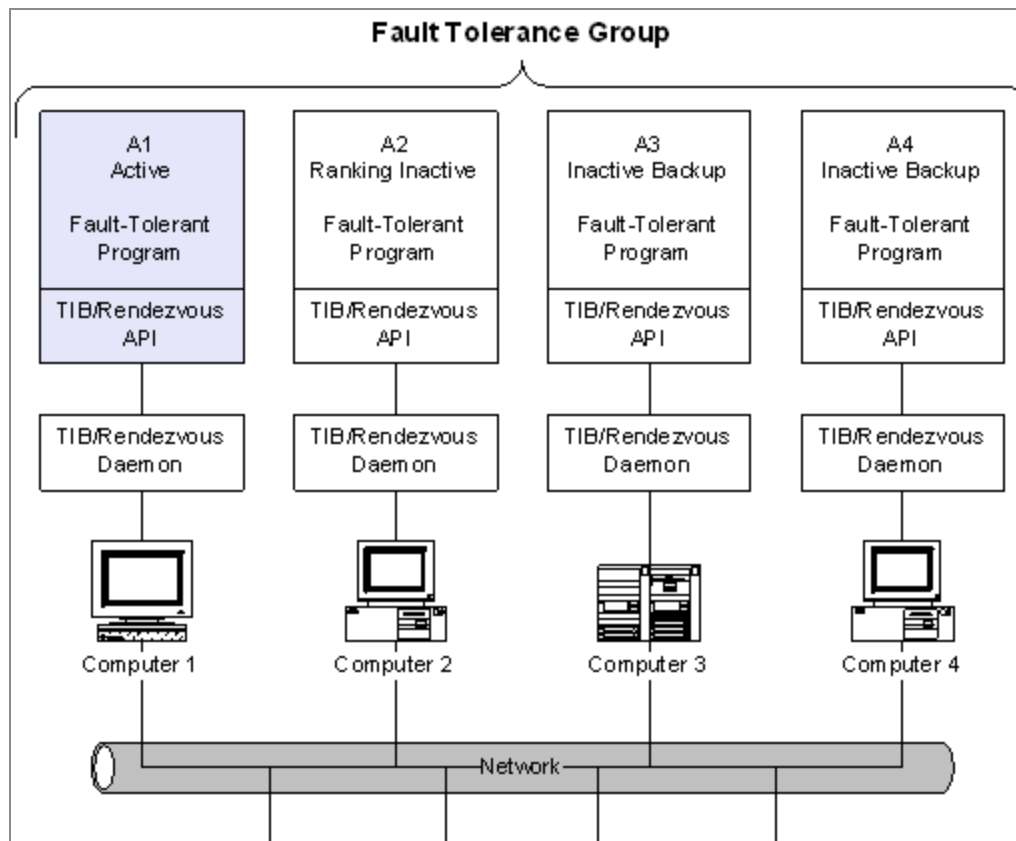 Fault Tolerance Group
A1
Active
Fault-Tolerant
Program
TIB/Rendezvous
API
TIB/Rendezvous
Daemon
Computer 1
A2
Ranking Inactive
Fault-Tolerant
Program
TIB/Rendezvous
API
TIB/Rendezvous
Daemon
Computer 2
A3
Inactive Backup
Fault-Tolerant
Program
TIB/Rendezvous
API
TIB/Rendezvous
Daemon
Computer 3
A4
Inactive Backup
Fault-Tolerant
Program
TIB/Rendezvous
API
TIB/Rendezvous
Daemon
Computer 4
Network